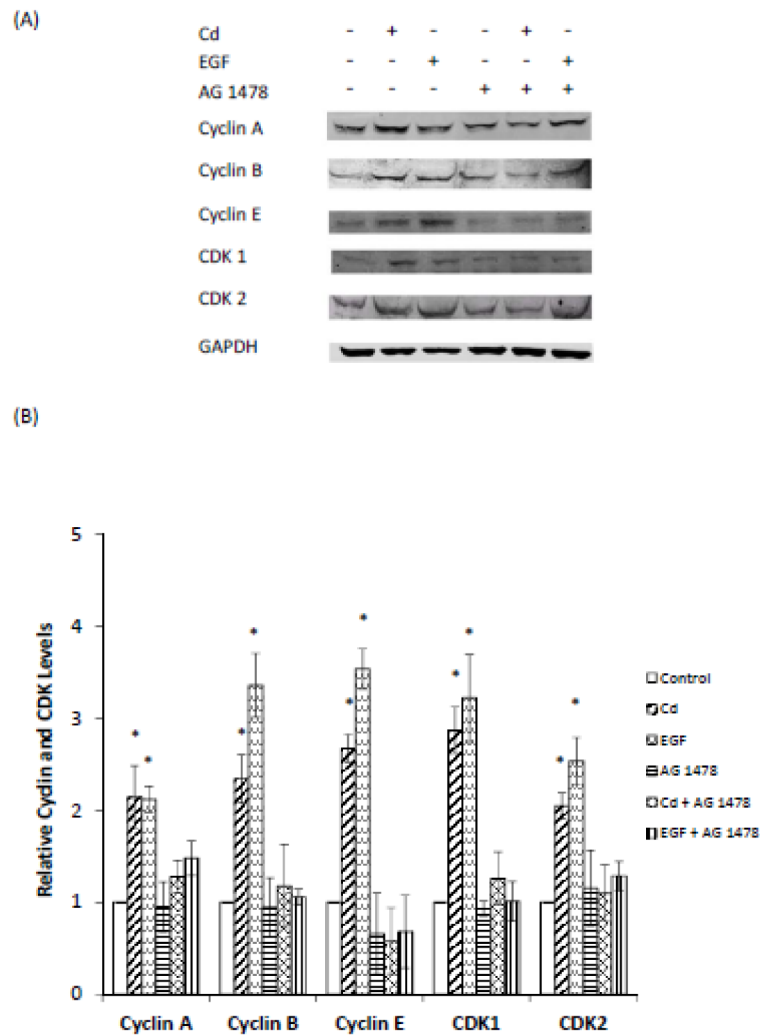 (A)
Cd - + - - + -
EGF - - + - - +
AG 1478 - - - + + +
Cyclin A
Cyclin B
Cyclin E
CDK 1
CDK 2
GAPDH
(B)
Relative Cyclin and CDK Levels
5
4
3
2
1
0
* * * * * * * * * *
Cyclin A Cyclin B Cyclin E CDK1 CDK2
Control
Cd
EGF
AG 1478
Cd + AG 1478
EGF + AG 1478